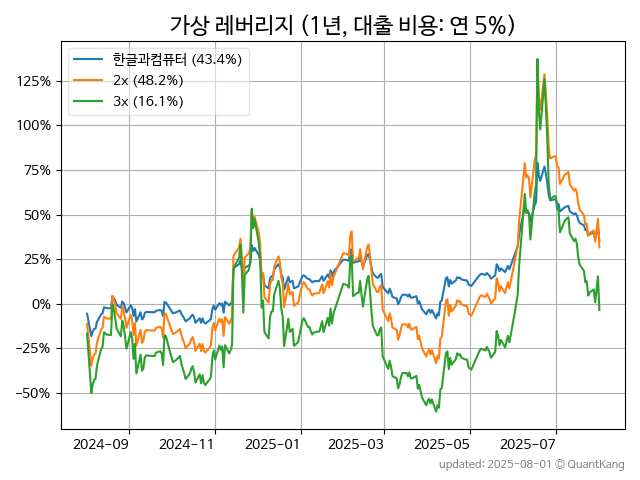 가상 레버리지 (1년, 대출 비용: 연 5%)
한글과컴퓨터 (43.4%)
2x (48.2%)
3x (16.1%)
125%
100%
75%
50%
25%
0%
−25%
−50%
2024-09
2024-11
2025-01
2025-03
2025-05
2025-07
updated: 2025-08-01 © QuantKang